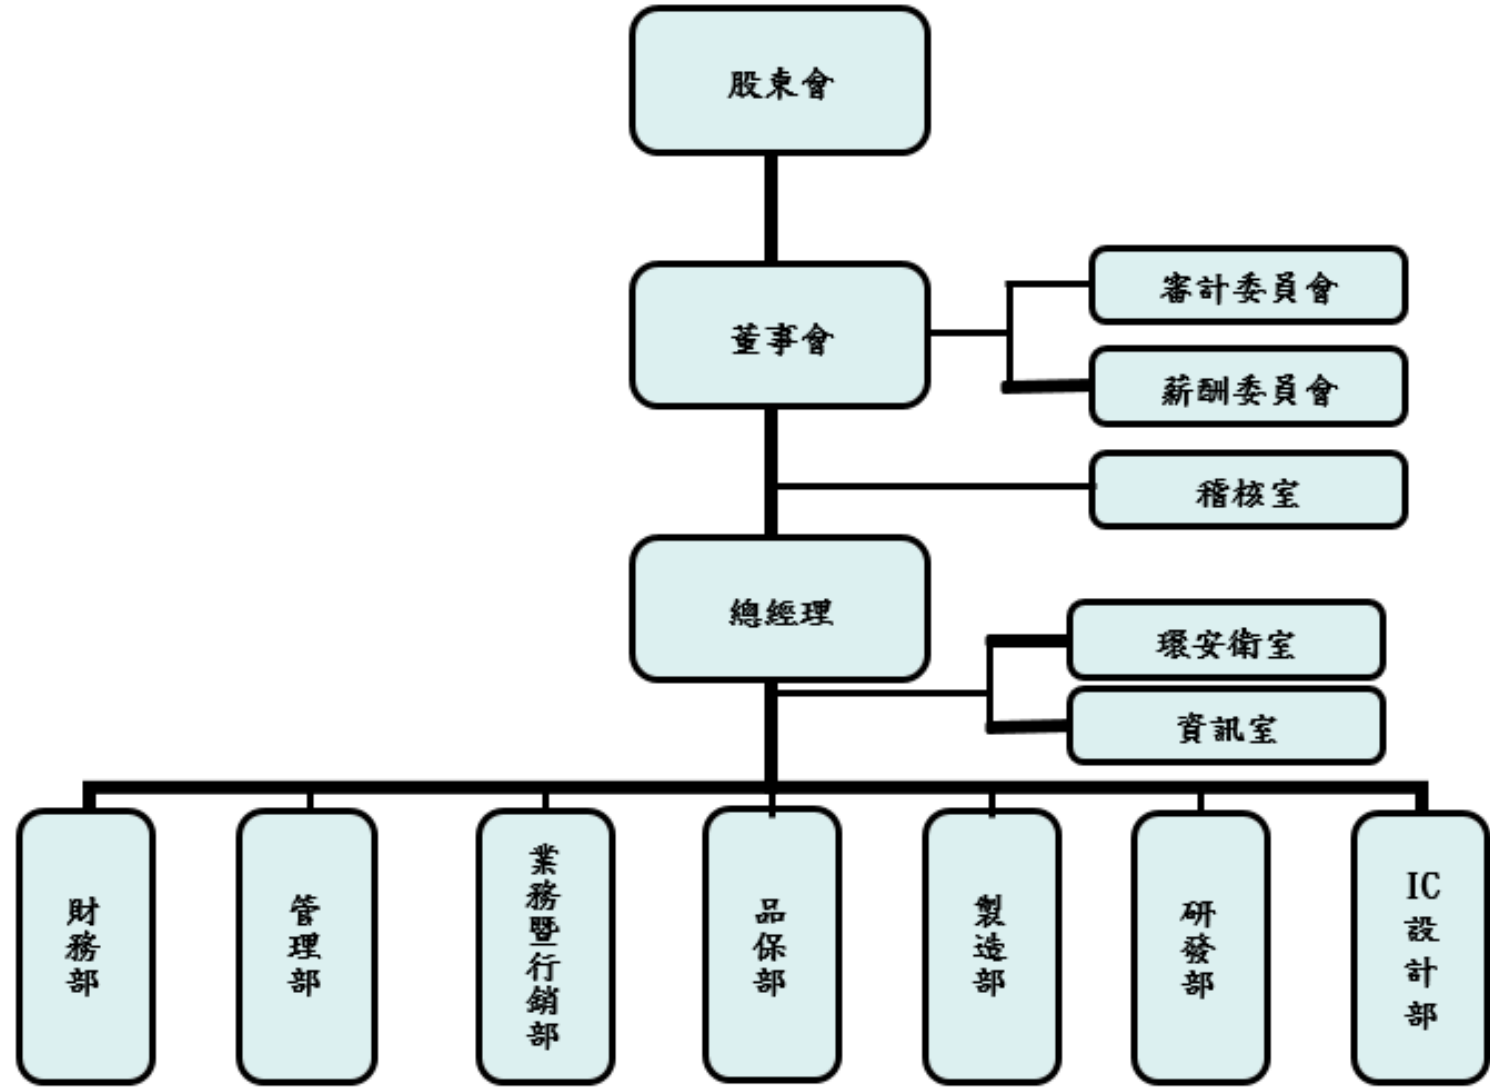 股東會
董事會
審計委員會
薪酬委員會
稽核室
總經理
環安衛室
資訊室
財務部
管理部
業務暨行銷部
品保部
製造部
研發部
IC設計部